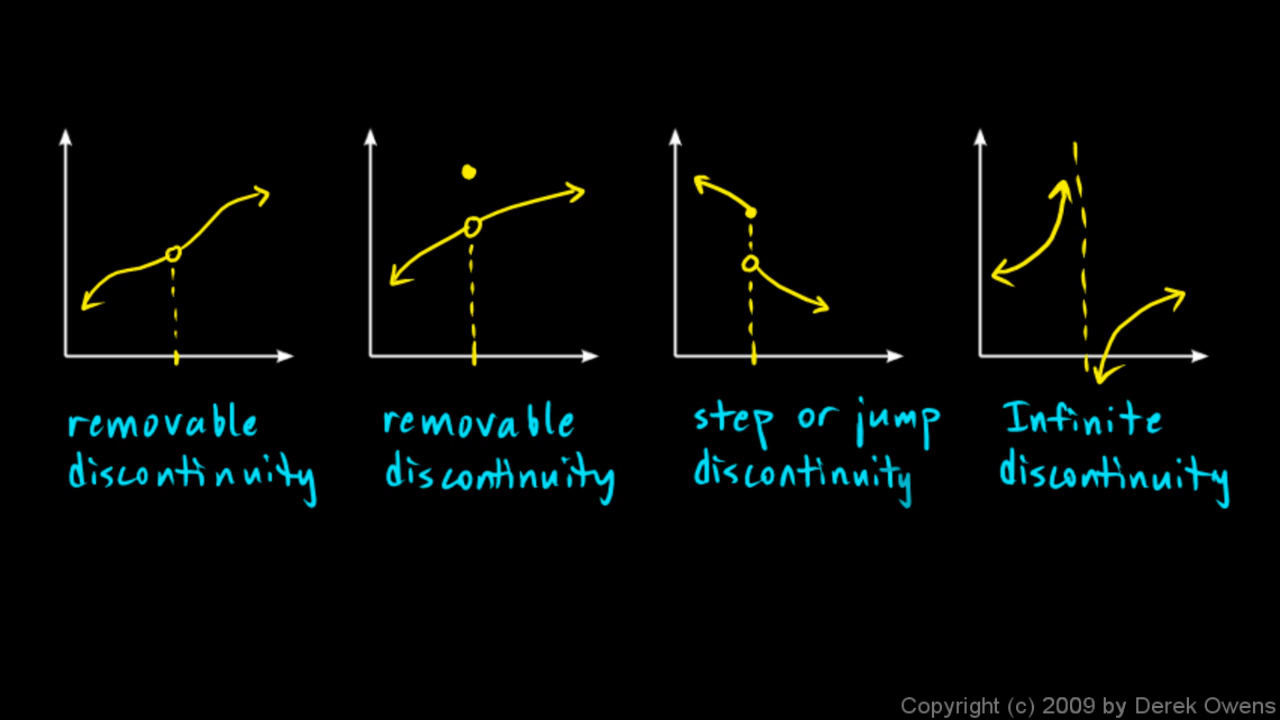 removable
discontinuity
removable
discontinuity
step or jump
discontinuity
Infinite
discontinuity
Copyright (c) 2009 by Derek Owens